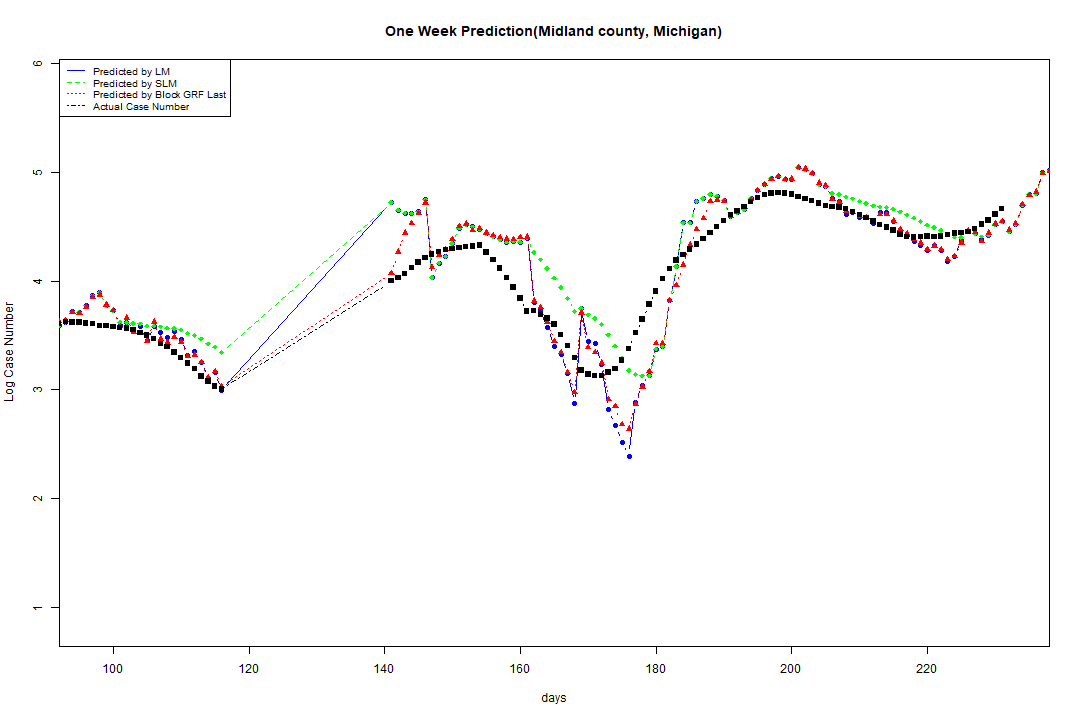 One Week Prediction(Midland county, Michigan)
Predicted by LM
Predicted by SLM
Predicted by Block GRF Last
Actual Case Number
6
5
4
3
2
1
Log Case Number
100 120 140 160 180 200 220
days